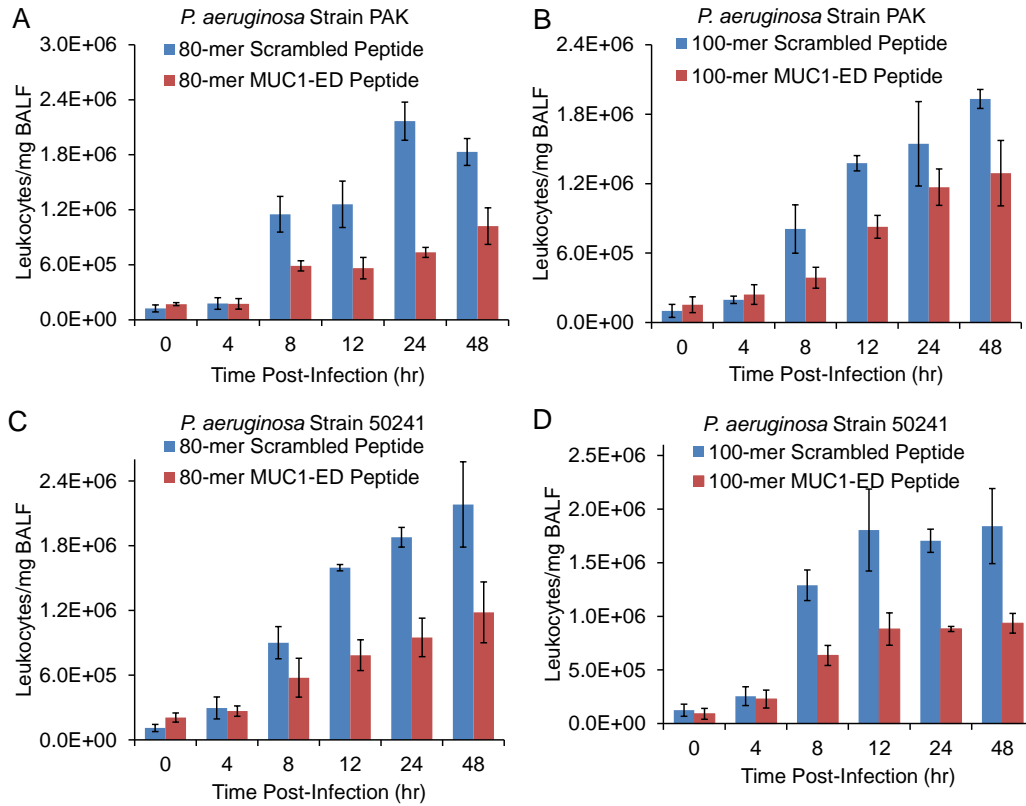 A
P. aeruginosa Strain PAK
80-mer Scrambled Peptide
80-mer MUC1-ED Peptide
Leukocytes/mg BALF
3.0E+06
2.4E+06
1.8E+06
1.2E+06
6.0E+05
0.0E+00
0 4 8 12 24 48
Time Post-Infection (hr)
B
P. aeruginosa Strain PAK
100-mer Scrambled Peptide
100-mer MUC1-ED Peptide
Leukocytes/mg BALF
2.4E+06
1.8E+06
1.2E+06
6.0E+05
0.0E+00
0 4 8 12 24 48
Time Post-Infection (hr)
C
P. aeruginosa Strain 50241
80-mer Scrambled Peptide
80-mer MUC1-ED Peptide
Leukocytes/mg BALF
2.4E+06
1.8E+06
1.2E+06
6.0E+05
0.0E+00
0 4 8 12 24 48
Time Post-Infection (hr)
D
P. aeruginosa Strain 50241
100-mer Scrambled Peptide
100-mer MUC1-ED Peptide
Leukocytes/mg BALF
2.5E+06
2.0E+06
1.5E+06
1.0E+06
5.0E+05
0.0E+00
0 4 8 12 24 48
Time Post-Infection (hr)